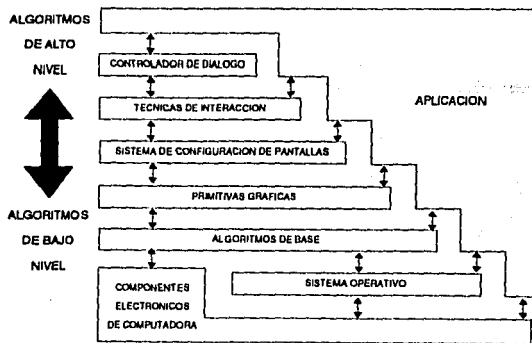 ALGORITMOS
DE ALTO
NIVEL
CONTROLADOR DE DIALOGO
TECNICAS DE INTERACCION
APLICACION
SISTEMA DE CONFIGURACION DE PANTALLAS
PRIMITIVAS GRAFICAS
ALGORITMOS
DE BAJO
NIVEL
ALGORITMOS DE BASE
COMPONENTES
ELECTRONICOS
DE COMPUTADORA
SISTEMA OPERATIVO